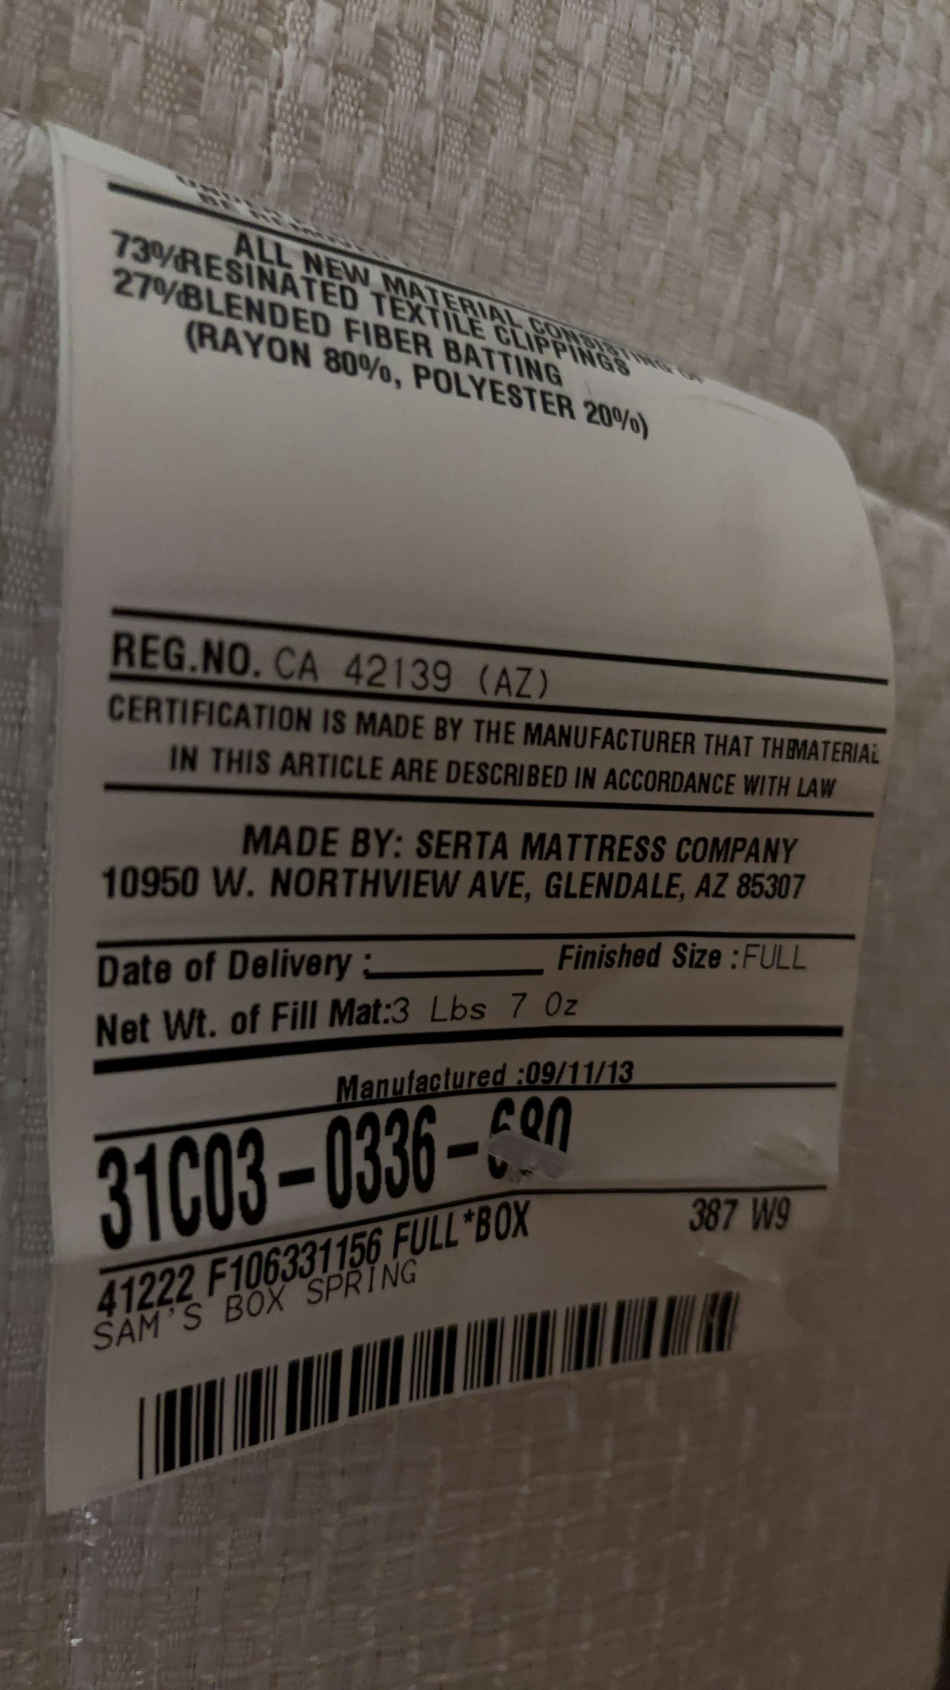 ALL NEW MATERIAL CONSISTING OF
73%RESINATED TEXTILE CLIPPINGS
27%BLENDED FIBER BATTING
(RAYON 80%, POLYESTER 20%)
REG.NO. CA 42139 (AZ)
CERTIFICATION IS MADE BY THE MANUFACTURER THAT THE MATERIAL
IN THIS ARTICLE ARE DESCRIBED IN ACCORDANCE WITH LAW
MADE BY: SERTA MATTRESS COMPANY
10950 W. NORTHVIEW AVE, GLENDALE, AZ 85307
Date of Delivery : Finished Size :FULL
Net Wt. of Fill Mat:3 Lbs 7 Oz
Manufactured :09/11/13
31C03-0336-680
41222 F106331156 FULL*BOX 387 W9
SAM'S BOX SPRING